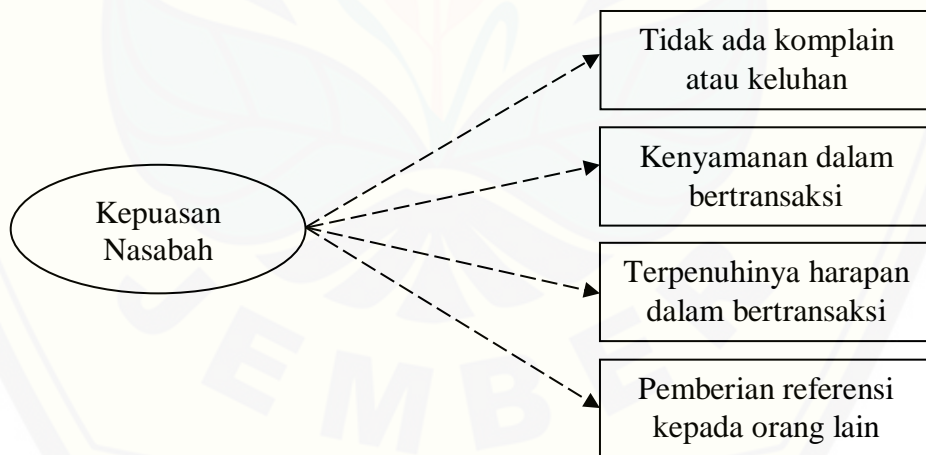 Tidak ada komplain
atau keluhan
Kenyamanan dalam
bertransaksi
Kepuasan
Nasabah
Terpenuhinya harapan
dalam bertransaksi
Pemberian referensi
kepada orang lain
JEMBER